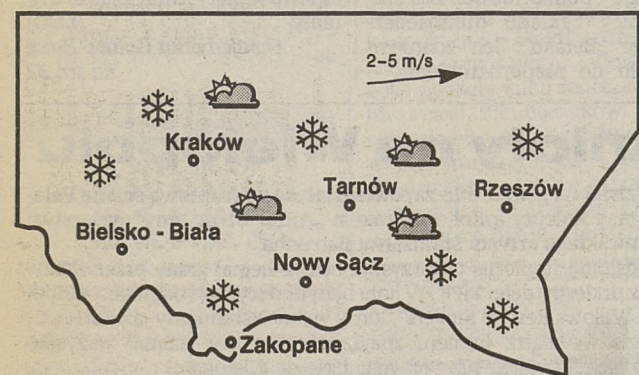 2-5 m/s
Kraków
Tarnów
Rzeszów
Bielsko - Biała
Nowy Sącz
Zakopane